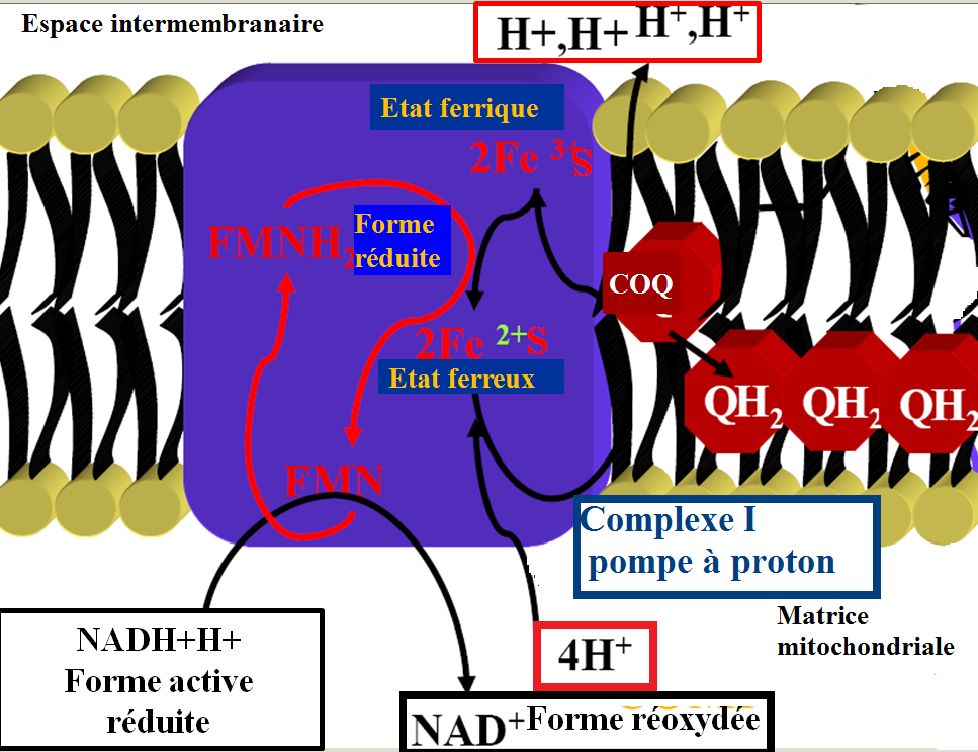 Espace intermembranaire
H+,H+ H⁺,H⁺
Etat ferrique
2Fe ³⁺S
FMNH₂
Forme
réduite
COQ
2Fe ²⁺S
Etat ferreux
QH₂ QH₂ QH₂
FMN
Complexe I
pompe à proton
Matrice
mitochondriale
NADH+H+
Forme active
réduite
4H⁺
NAD⁺Forme réoxydée